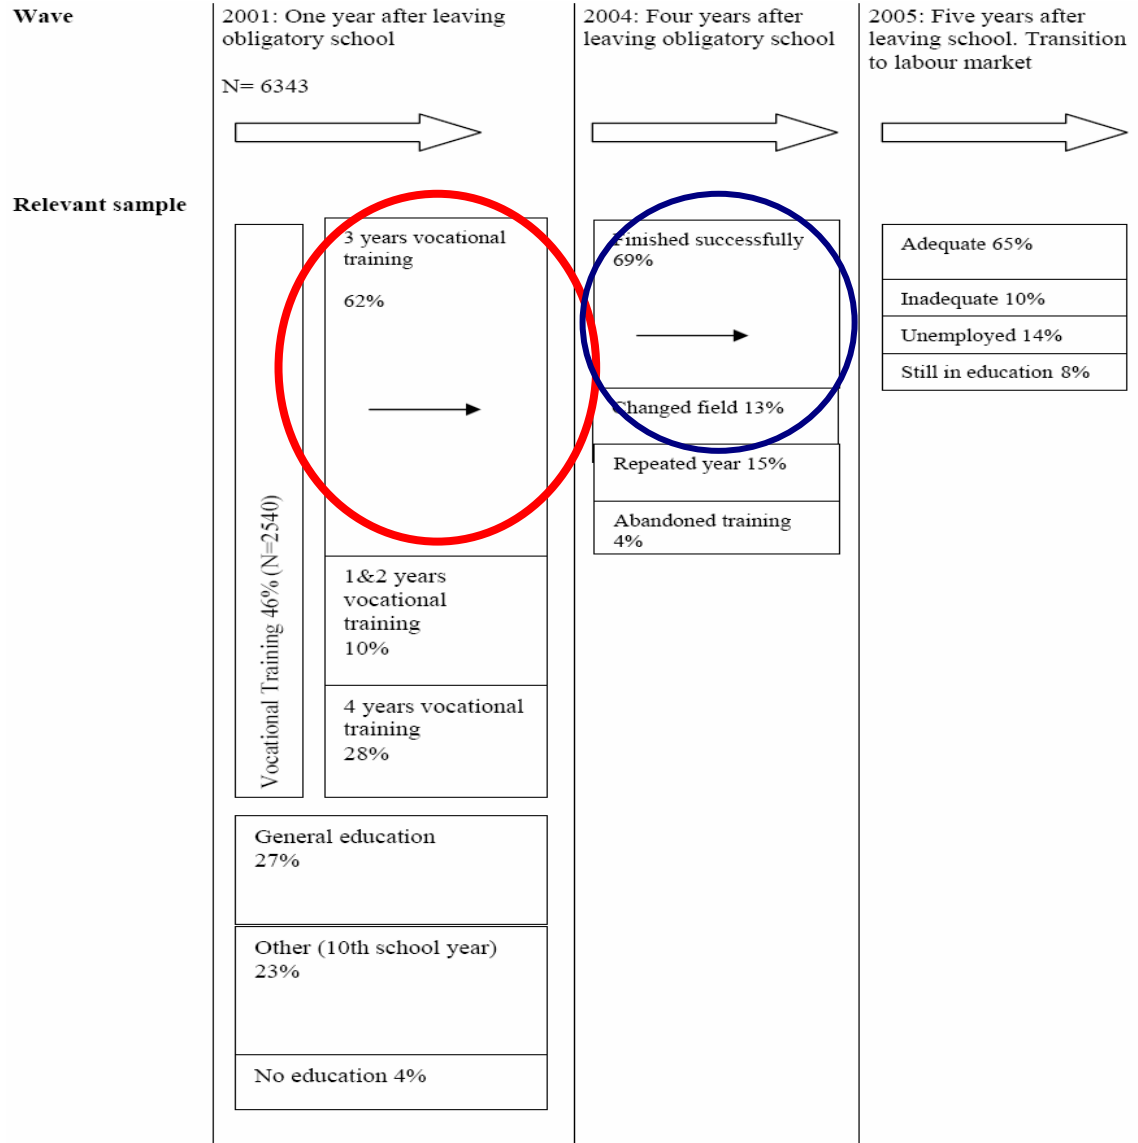 Wave
2001: One year after leaving
obligatory school
N= 6343
2004: Four years after
leaving obligatory school
2005: Five years after
leaving school. Transition
to labour market
Relevant sample
Vocational Training 46% (N=2540)
3 years vocational
training
62%
1&2 years
vocational
training
10%
4 years vocational
training
28%
General education
27%
Other (10th school year)
23%
No education 4%
Finished successfully
69%
Changed field 13%
Repeated year 15%
Abandoned training
4%
Adequate 65%
Inadequate 10%
Unemployed 14%
Still in education 8%